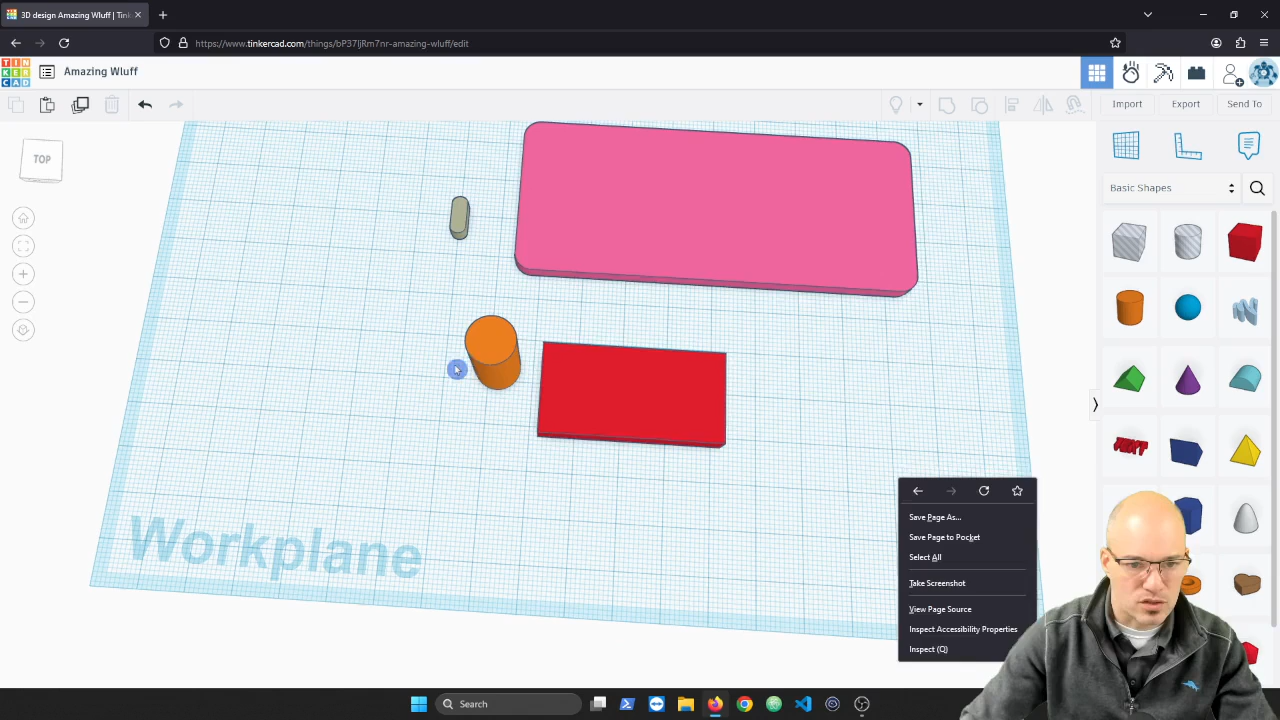 3D design Amazing Wluff | Tin
https://www.tinkercad.com/things/bP37ljRm7nr-amazing-wluff/edit
TIN
KER
CAD
Amazing Wluff
Import
Export
Send To
TOP
Basic Shapes
TEXT
Workplane
Save Page As...
Save Page to Pocket
Select All
Take Screenshot
View Page Source
Inspect Accessibility Properties
Inspect (Q)
Search